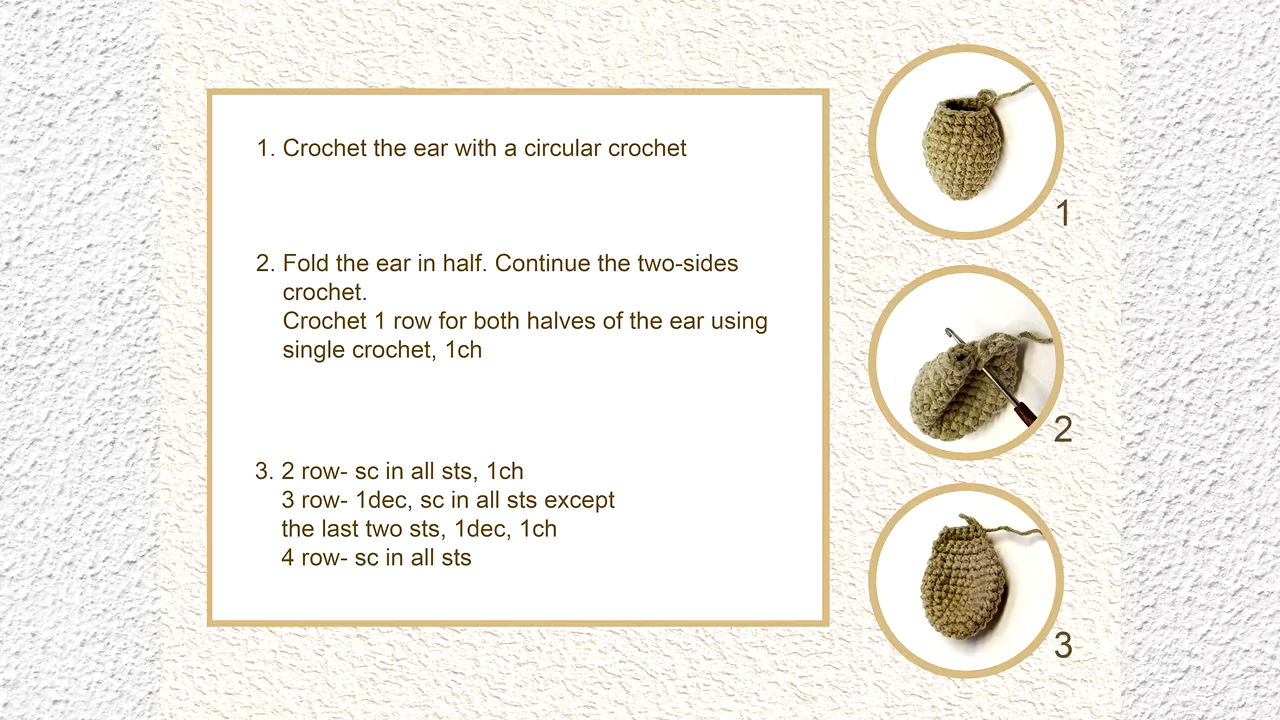 1. Crochet the ear with a circular crochet
2. Fold the ear in half. Continue the two-sides
crochet.
Crochet 1 row for both halves of the ear using
single crochet, 1ch
3. 2 row- sc in all sts, 1ch
3 row- 1dec, sc in all sts except
the last two sts, 1dec, 1ch
4 row- sc in all sts
1
2
3